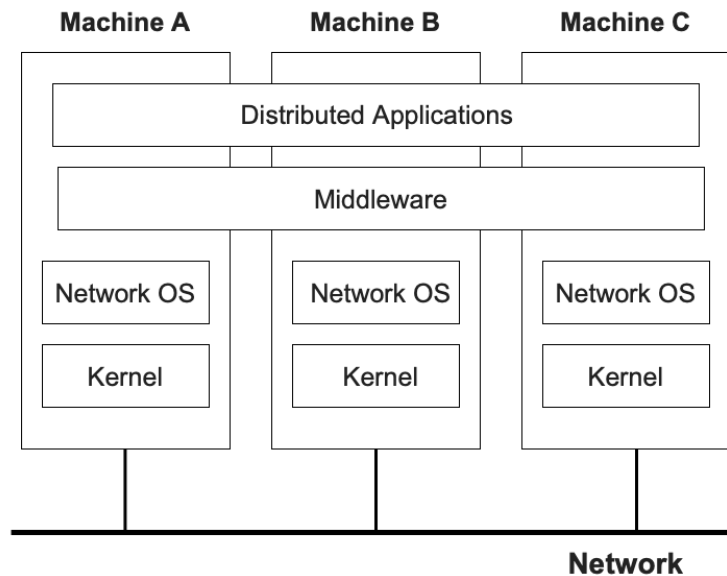 Machine A
Machine B
Machine C
Distributed Applications
Middleware
Network OS
Network OS
Network OS
Kernel
Kernel
Kernel
Network